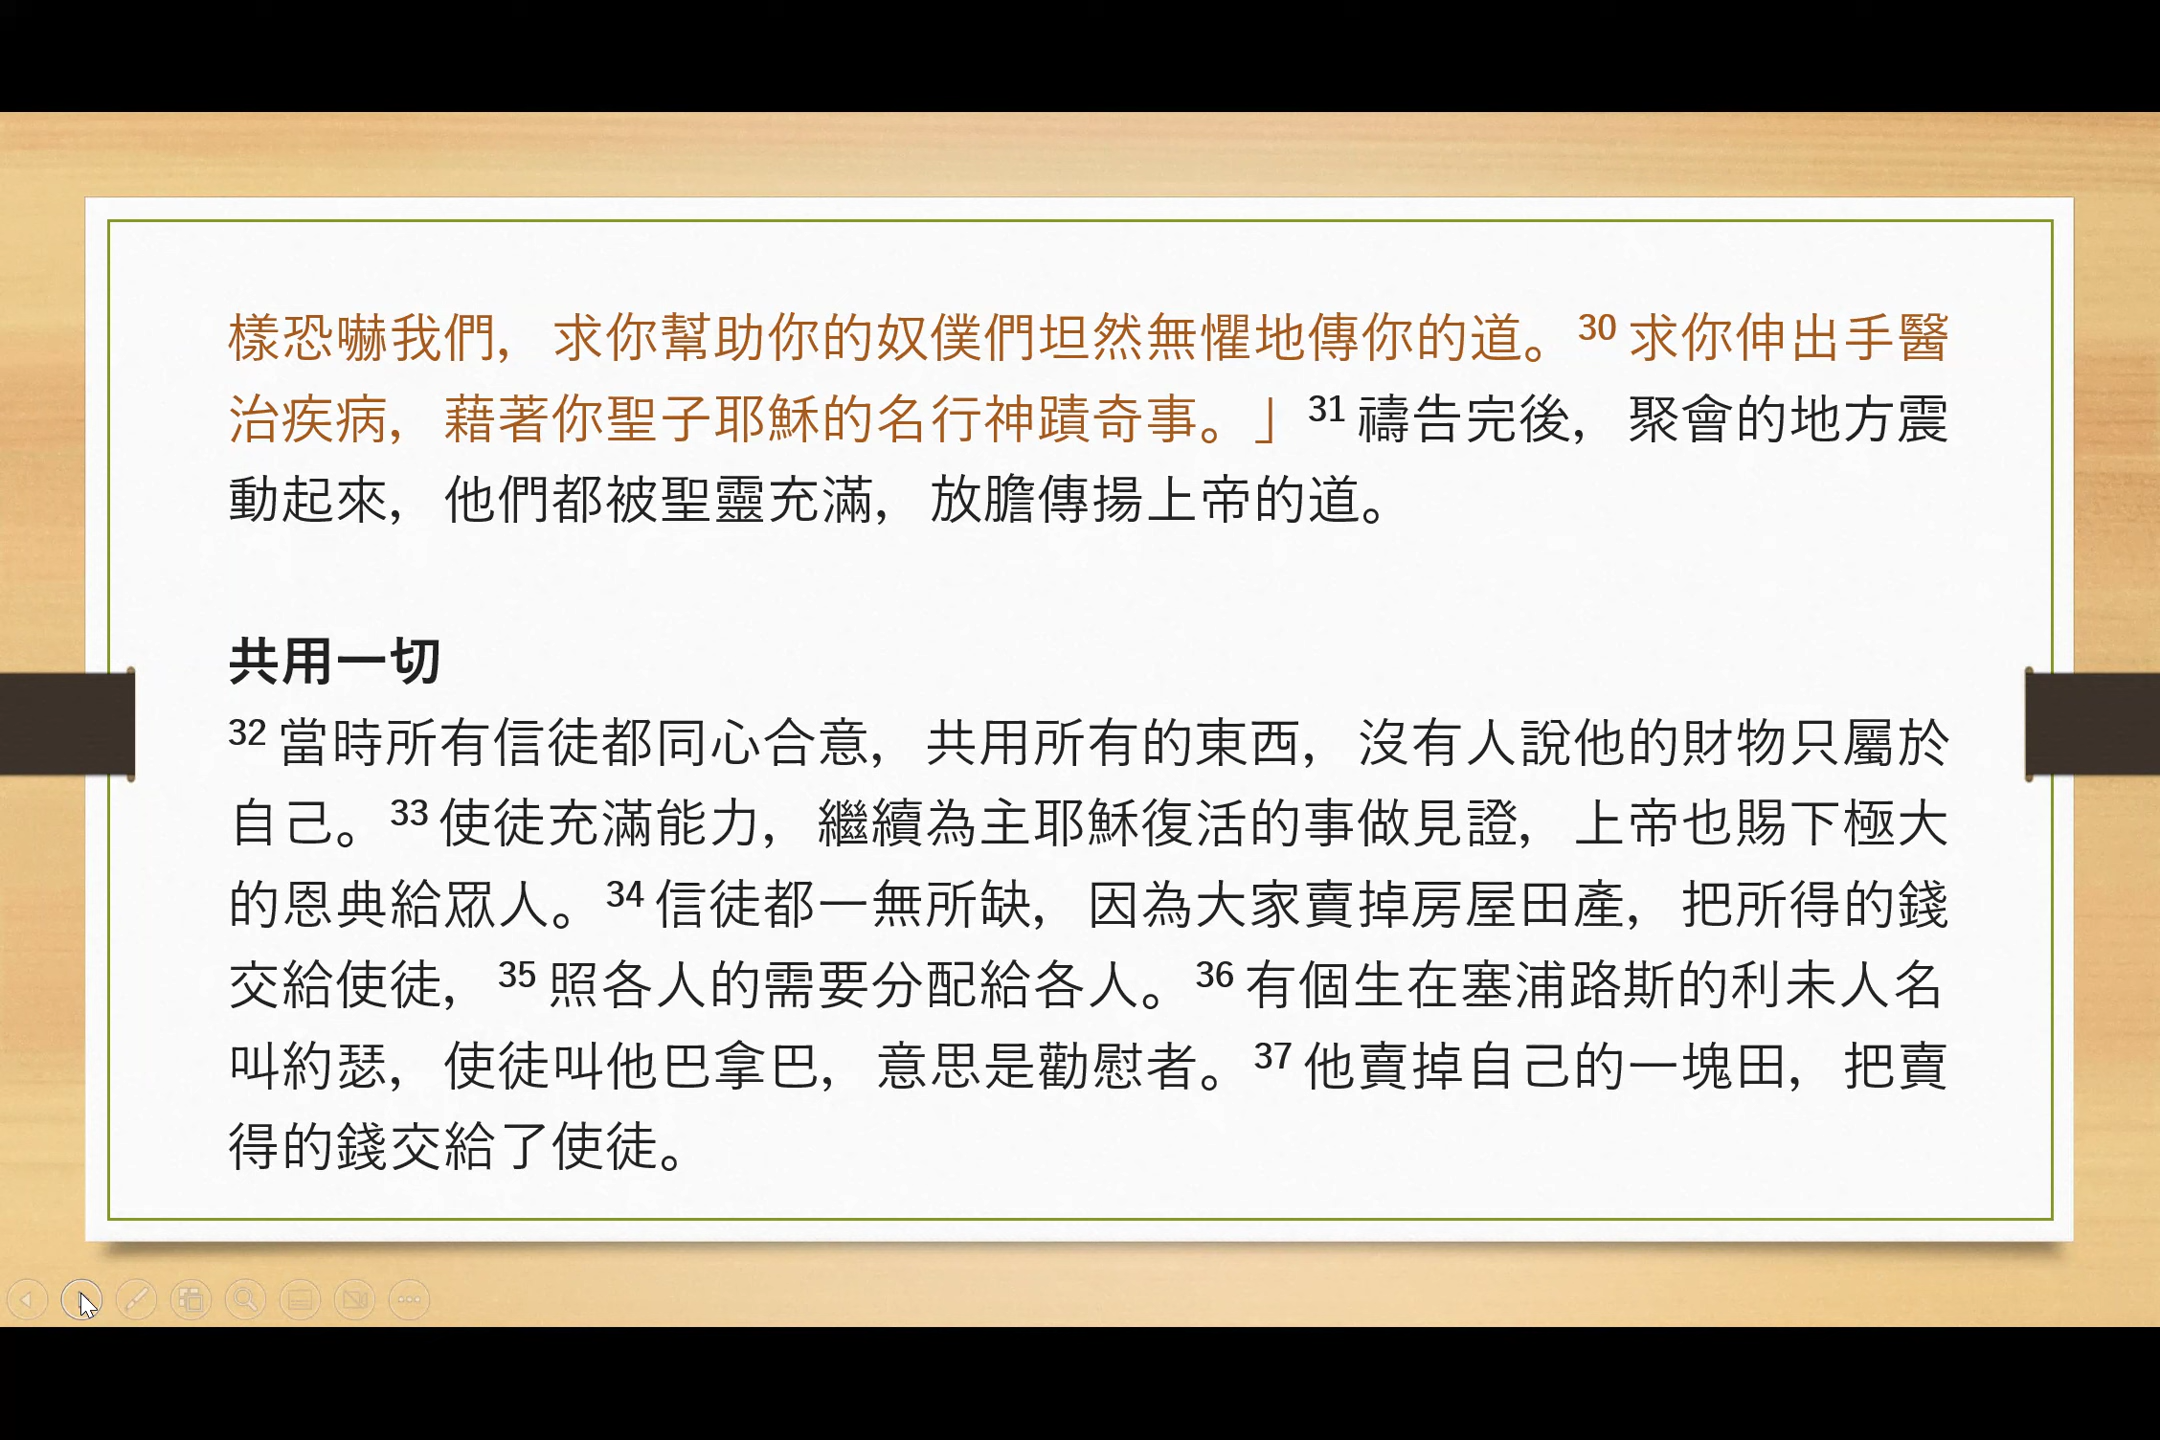 樣恐嚇我們，求你幫助你的奴僕們坦然無懼地傳你的道。30 求你伸出手醫
治疾病，藉著你聖子耶穌的名行神蹟奇事。」31 禱告完後，聚會的地方震
動起來，他們都被聖靈充滿，放膽傳揚上帝的道。
共用一切
32 當時所有信徒都同心合意，共用所有的東西，沒有人說他的財物只屬於
自己。33 使徒充滿能力，繼續為主耶穌復活的事做見證，上帝也賜下極大
的恩典給眾人。34 信徒都一無所缺，因為大家賣掉房屋田產，把所得的錢
交給使徒，35 照各人的需要分配給各人。36 有個生在塞浦路斯的利未人名
叫約瑟，使徒叫他巴拿巴，意思是勸慰者。37 他賣掉自己的一塊田，把賣
得的錢交給了使徒。